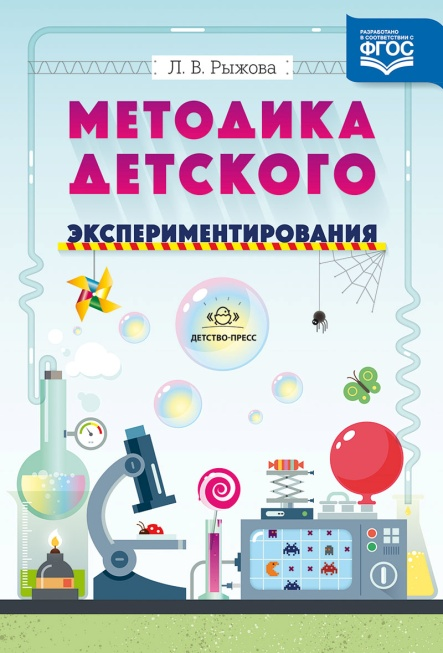 РАЗРАБОТАНО
В СООТВЕТСТВИИ С
ФГОС
Л. В. Рыжова
МЕТОДИКА
ДЕТСКОГО
ЭКСПЕРИМЕНТИРОВАНИЯ
ДЕТСТВО-ПРЕСС